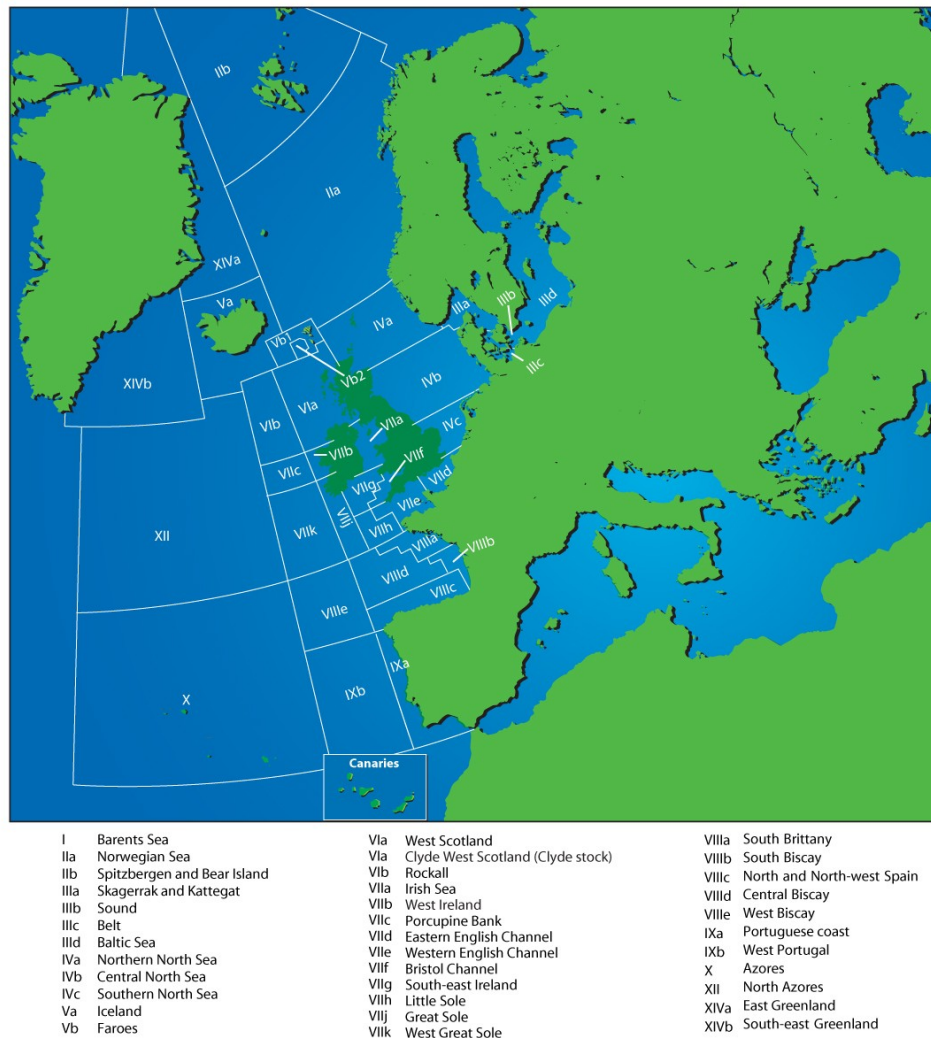 IIb
IIa
XIVa
Va
IIIb
IIId
IIIa
IVa
Vb1
IIIc
XIVb
Vb2
IVb
VIa
VIb
VIIa
IVc
VIIb
VIIf
VIIc
VIId
VIIg
VIIe
VIIj
VIIk
VIIh
XII
VIIIa
VIIIb
VIIId
VIIIc
VIIIe
IXa
IXb
X
Canaries
I Barents Sea
IIa Norwegian Sea
IIb Spitzbergen and Bear Island
IIIa Skagerrak and Kattegat
IIIb Sound
IIIc Belt
IIId Baltic Sea
IVa Northern North Sea
IVb Central North Sea
IVc Southern North Sea
Va Iceland
Vb Faroes
VIa West Scotland
VIa Clyde West Scotland (Clyde stock)
VIb Rockall
VIIa Irish Sea
VIIb West Ireland
VIIc Porcupine Bank
VIId Eastern English Channel
VIIe Western English Channel
VIIf Bristol Channel
VIIg South-east Ireland
VIIh Little Sole
VIIj Great Sole
VIIk West Great Sole
VIIIa South Brittany
VIIIb South Biscay
VIIIc North and North-west Spain
VIIId Central Biscay
VIIIe West Biscay
IXa Portuguese coast
IXb West Portugal
X Azores
XII North Azores
XIVa East Greenland
XIVb South-east Greenland